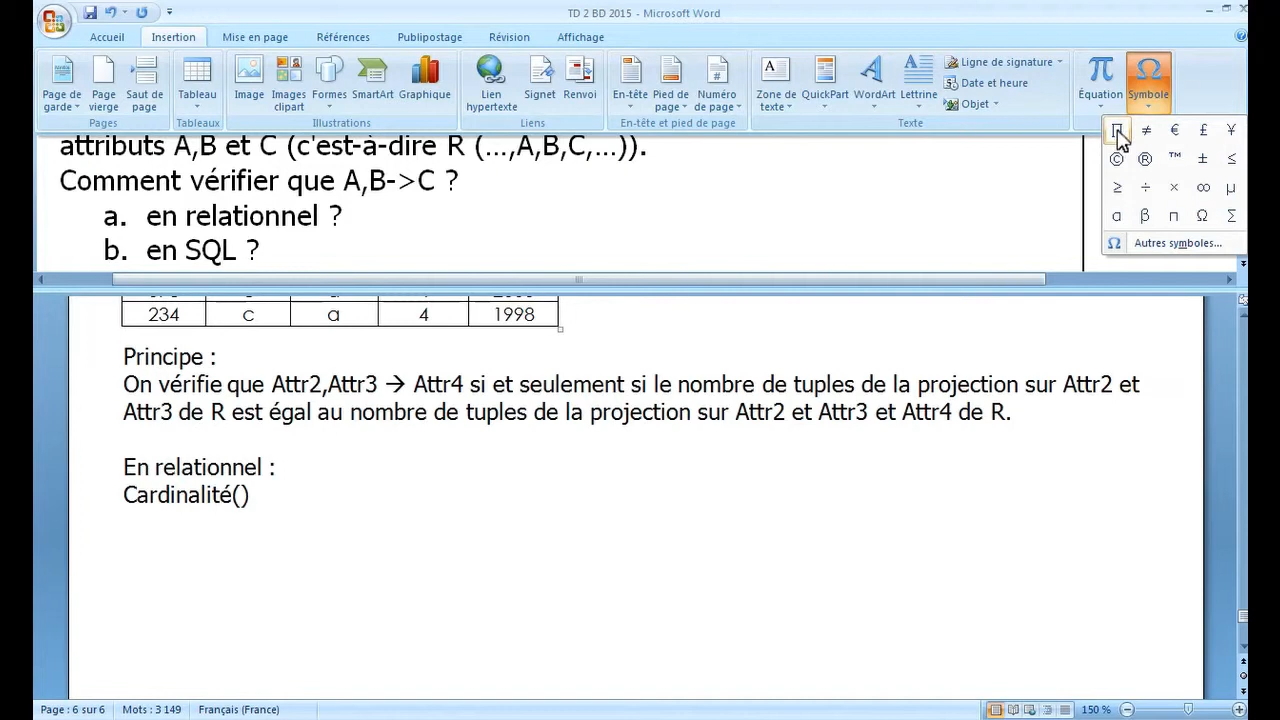 TD 2 BD 2015 - Microsoft Word
Accueil Insertion Mise en page Références Publipostage Révision Affichage
Page de garde Page vierge Saut de page Tableau Image Images clipart Formes SmartArt Graphique Lien hypertexte Signet Renvoi En-tête Pied de page Numéro de page Zone de texte QuickPart WordArt Lettrine Ligne de signature Date et heure Objet Équation Symbole
Pages Tableaux Illustrations Liens En-tête et pied de page Texte
≠ € £ ¥
© ® ™ ± ≤
≥ ÷ × ∞ µ
α β π Ω Σ
Autres symboles...
attributs A,B et C (c'est-à-dire R (...,A,B,C,...)).
Comment vérifier que A,B->C ?
a. en relationnel ?
b. en SQL ?
234 c a 4 1998
Principe :
On vérifie que Attr2,Attr3 → Attr4 si et seulement si le nombre de tuples de la projection sur Attr2 et
Attr3 de R est égal au nombre de tuples de la projection sur Attr2 et Attr3 et Attr4 de R.
En relationnel :
Cardinalité()
Page : 6 sur 6 Mots : 3 149 Français (France) 150 %